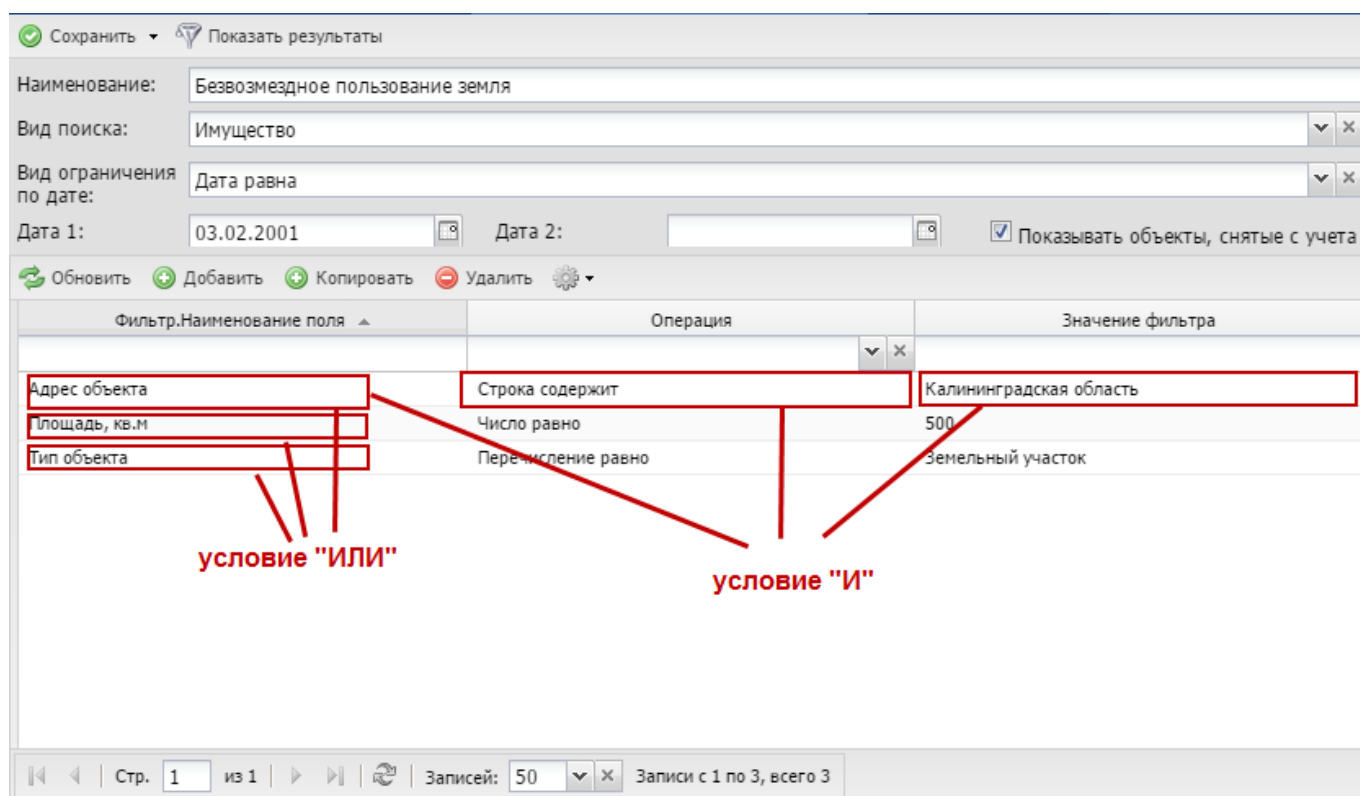 Сохранить Показать результаты
Наименование: Безвозмездное пользование земля
Вид поиска: Имущество
Вид ограничения
по дате: Дата равна
Дата 1: 03.02.2001 Дата 2: Показывать объекты, снятые с учета
Обновить Добавить Копировать Удалить
Фильтр.Наименование поля Операция Значение фильтра
Адрес объекта Строка содержит Калининградская область
Площадь, кв.м Число равно 500
Тип объекта Перечисление равно Земельный участок
условие "ИЛИ"
условие "И"
Стр. 1 из 1 Записей: 50 Записи с 1 по 3, всего 3